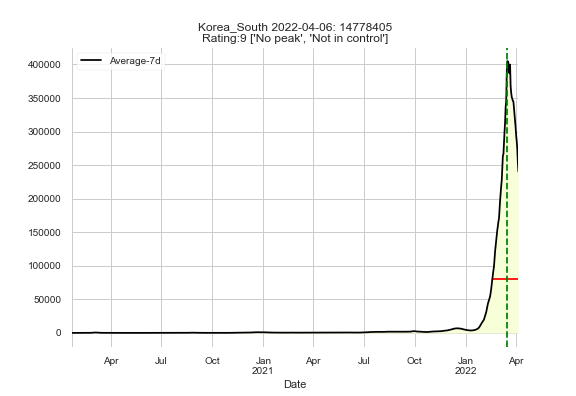 Korea_South 2022-04-06: 14778405
Rating:9 ['No peak', 'Not in control']
Average-7d
400000
350000
300000
250000
200000
150000
100000
50000
0
Apr Jul Oct Jan Apr Jul Oct Jan Apr
2021 2022
Date